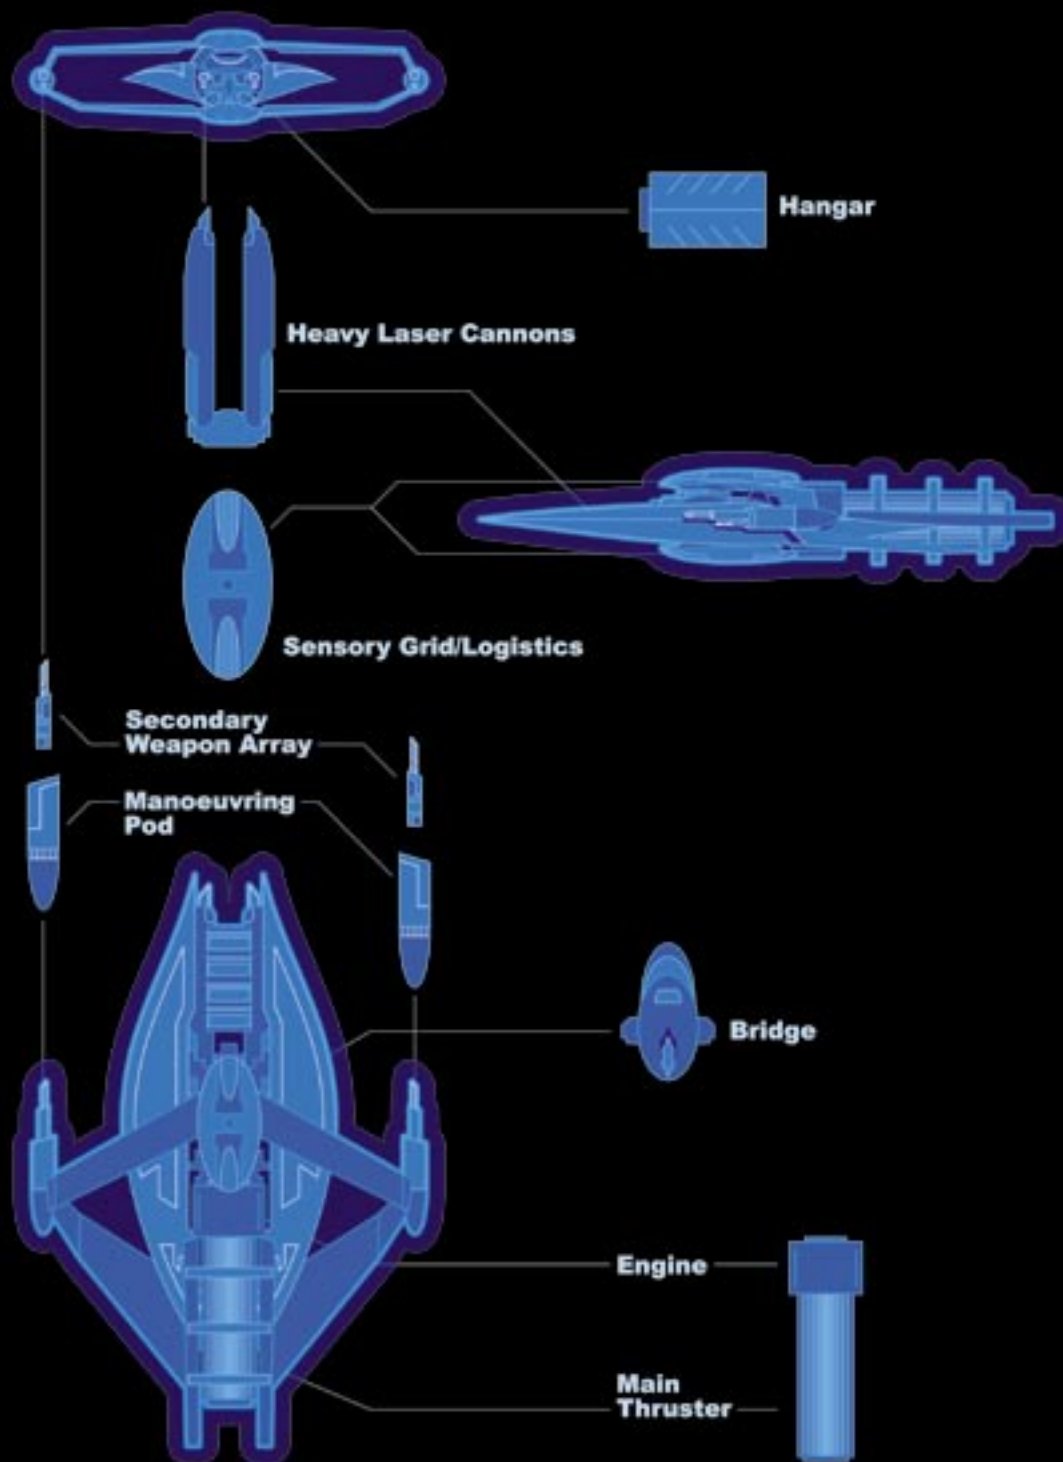 Hangar
Heavy Laser Cannons
Sensory Grid/Logistics
Secondary
Weapon Array
Manoeuvring
Pod
Bridge
Engine
Main
Thruster